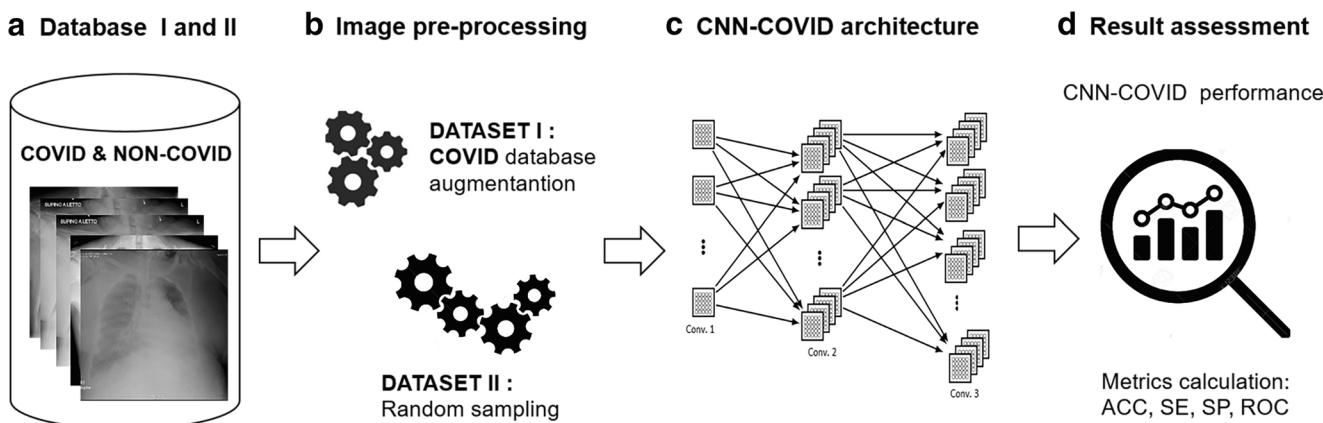 a Database I and II
COVID & NON-COVID
SUPINO A LETTO L
SUPINO A LETTO L
b Image pre-processing
DATASET I :
COVID database
augmentantion
DATASET II :
Random sampling
c CNN-COVID architecture
Conv. 1
Conv. 2
Conv. 3
d Result assessment
CNN-COVID performance
Metrics calculation:
ACC, SE, SP, ROC